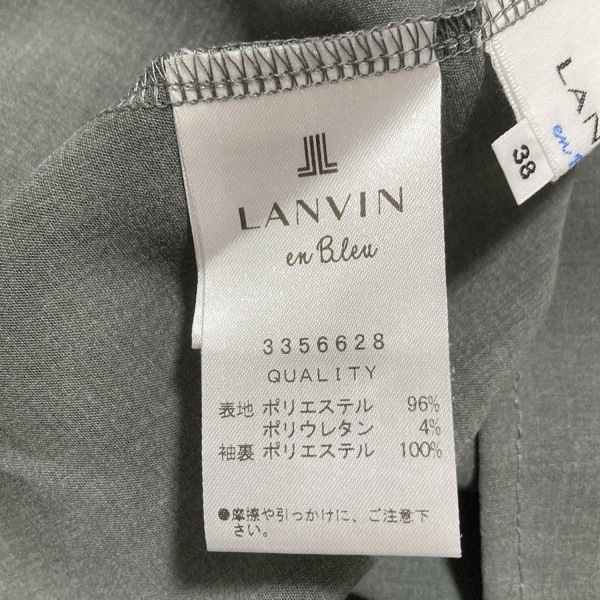 LANVIN
en Bleu
3356628
QUALITY
表地 ポリエステル 96%
ポリウレタン 4%
袖裏 ポリエステル 100%
●摩擦や引っかけに、ご注意下
さい。
LAN
en
38